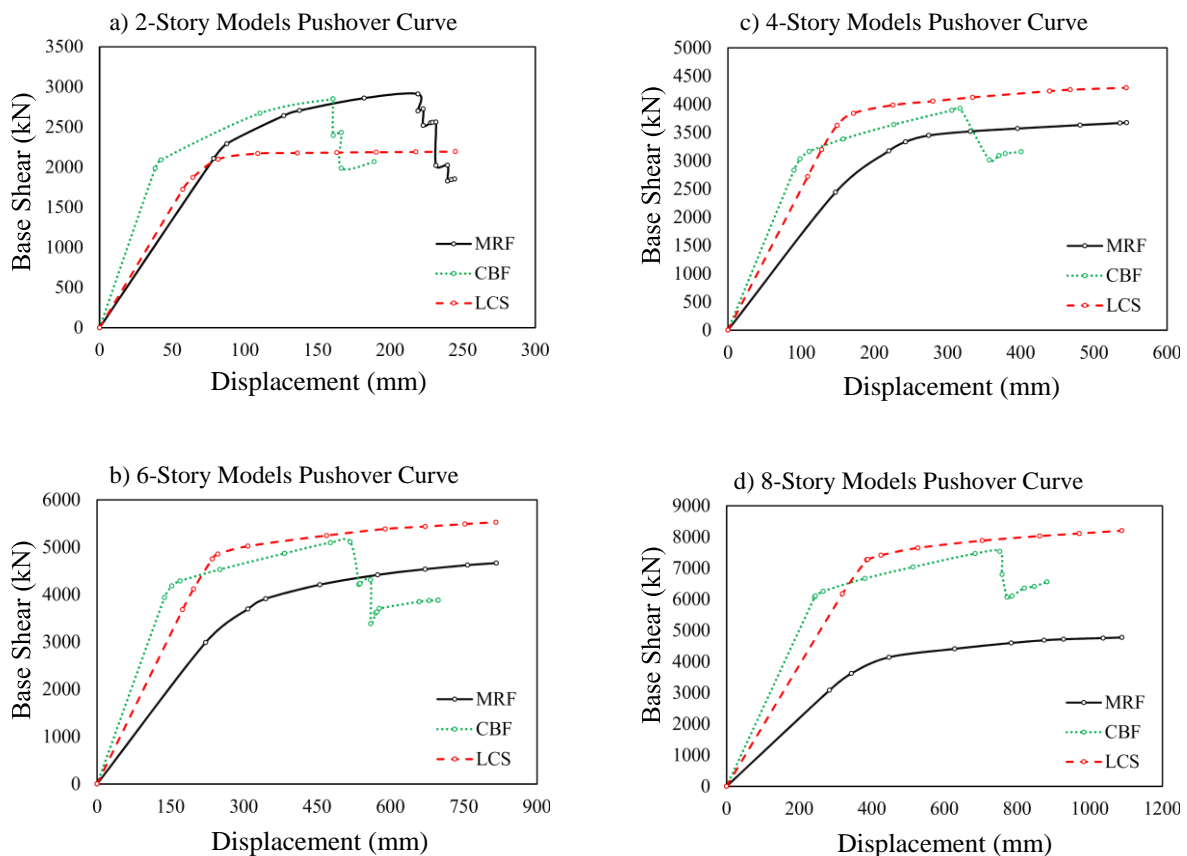 a) 2-Story Models Pushover Curve
3500
3000
2500
2000
1500
1000
500
0
Base Shear (kN)
MRF
CBF
LCS
0 50 100 150 200 250 300
Displacement (mm)
c) 4-Story Models Pushover Curve
5000
4500
4000
3500
3000
2500
2000
1500
1000
500
0
Base Shear (kN)
MRF
CBF
LCS
0 100 200 300 400 500 600
Displacement (mm)
b) 6-Story Models Pushover Curve
6000
5000
4000
3000
2000
1000
0
Base Shear (kN)
MRF
CBF
LCS
0 150 300 450 600 750 900
Displacement (mm)
d) 8-Story Models Pushover Curve
9000
8000
7000
6000
5000
4000
3000
2000
1000
0
Base Shear (kN)
MRF
CBF
LCS
0 200 400 600 800 1000 1200
Displacement (mm)